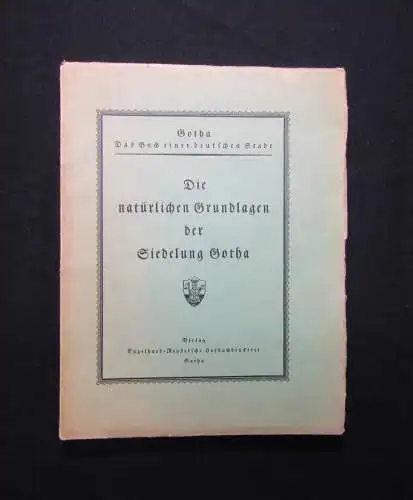 Gotha
Das Buch einer deutschen Stadt
Die
natürlichen Grundlagen
der
Siedelung Gotha
Verlag
Engelhard-Reyhersche Hofbuchdruckerei
Gotha